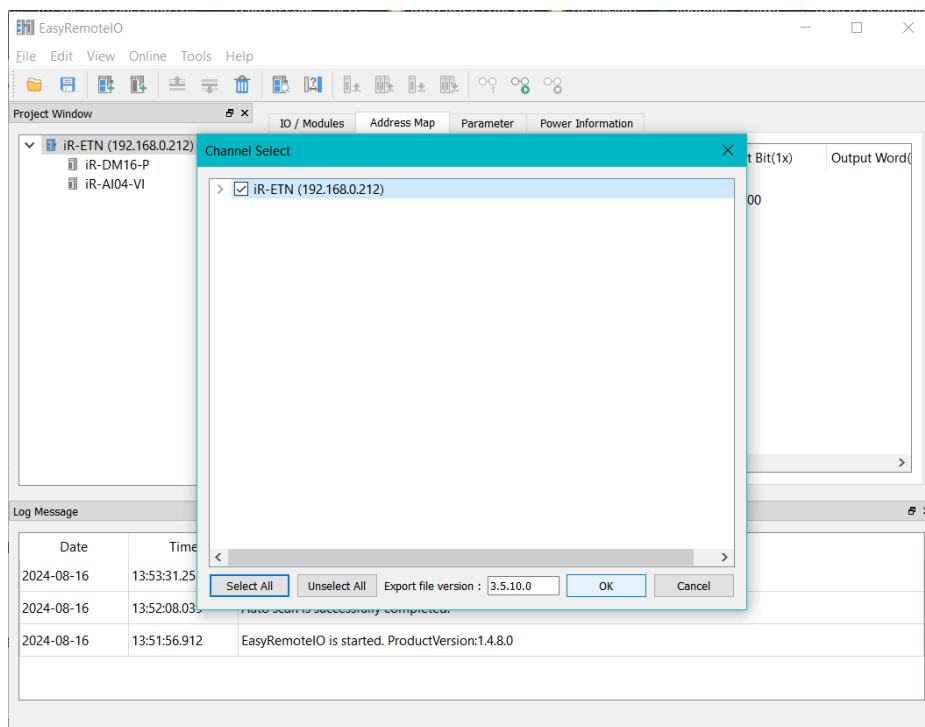 EasyRemoteIO
File Edit View Online Tools Help
Project Window
IO / Modules Address Map Parameter Power Information
iR-ETN (192.168.0.212)
iR-DM16-P
iR-AI04-VI
Channel Select
iR-ETN (192.168.0.212)
t Bit(1x) Output Word(
00
Select All Unselect All Export file version : 3.5.10.0 OK Cancel
Log Message
Date Time
2024-08-16 13:53:31.25
2024-08-16 13:52:08.039 Auto scan is successfully completed.
2024-08-16 13:51:56.912 EasyRemoteIO is started. ProductVersion:1.4.8.0